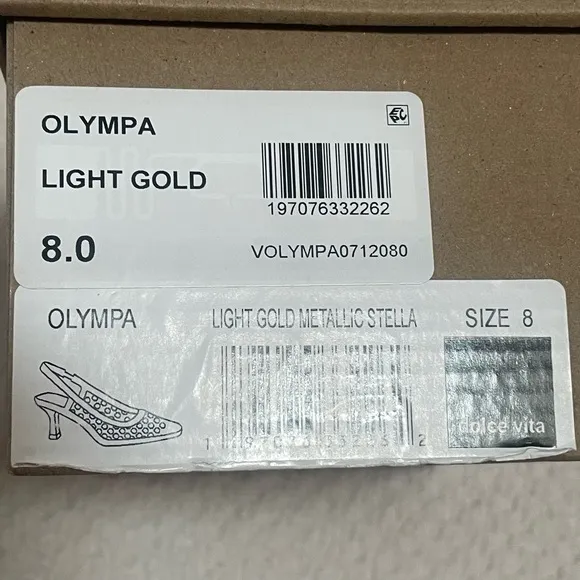 OLYMPA
LIGHT GOLD
197076332262
8.0
VOLYMPA0712080
OLYMPA
LIGHT GOLD METALLIC STELLA
SIZE 8
dolce vita